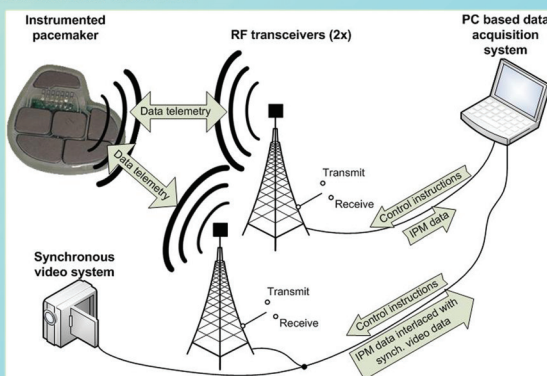 Instrumented
pacemaker
RF transceivers (2x)
PC based data
acquisition
system
Data telemetry
Data telemetry
Transmit
Receive
Control instructions
IPM data
Synchronous
video system
Transmit
Receive
Control instructions
IPM data interlaced with
synch. video data